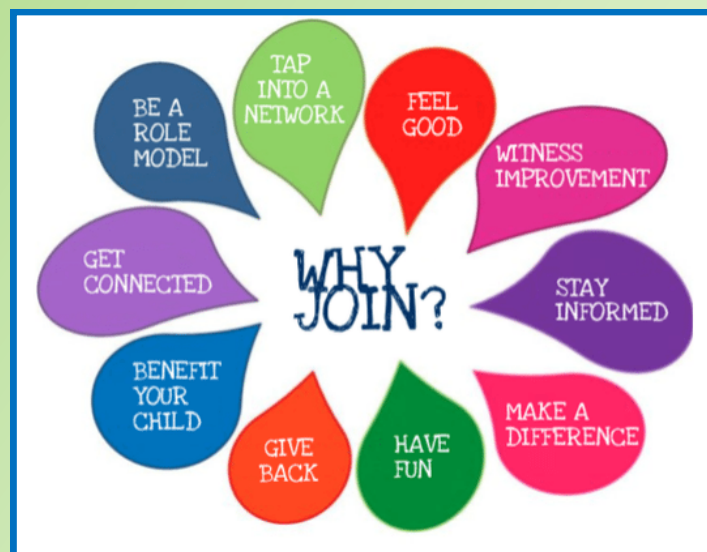 WHY
JOIN?
TAP
INTO A
NETWORK
FEEL
GOOD
WITNESS
IMPROVEMENT
STAY
INFORMED
MAKE A
DIFFERENCE
HAVE
FUN
GIVE
BACK
BENEFIT
YOUR
CHILD
GET
CONNECTED
BE A
ROLE
MODEL